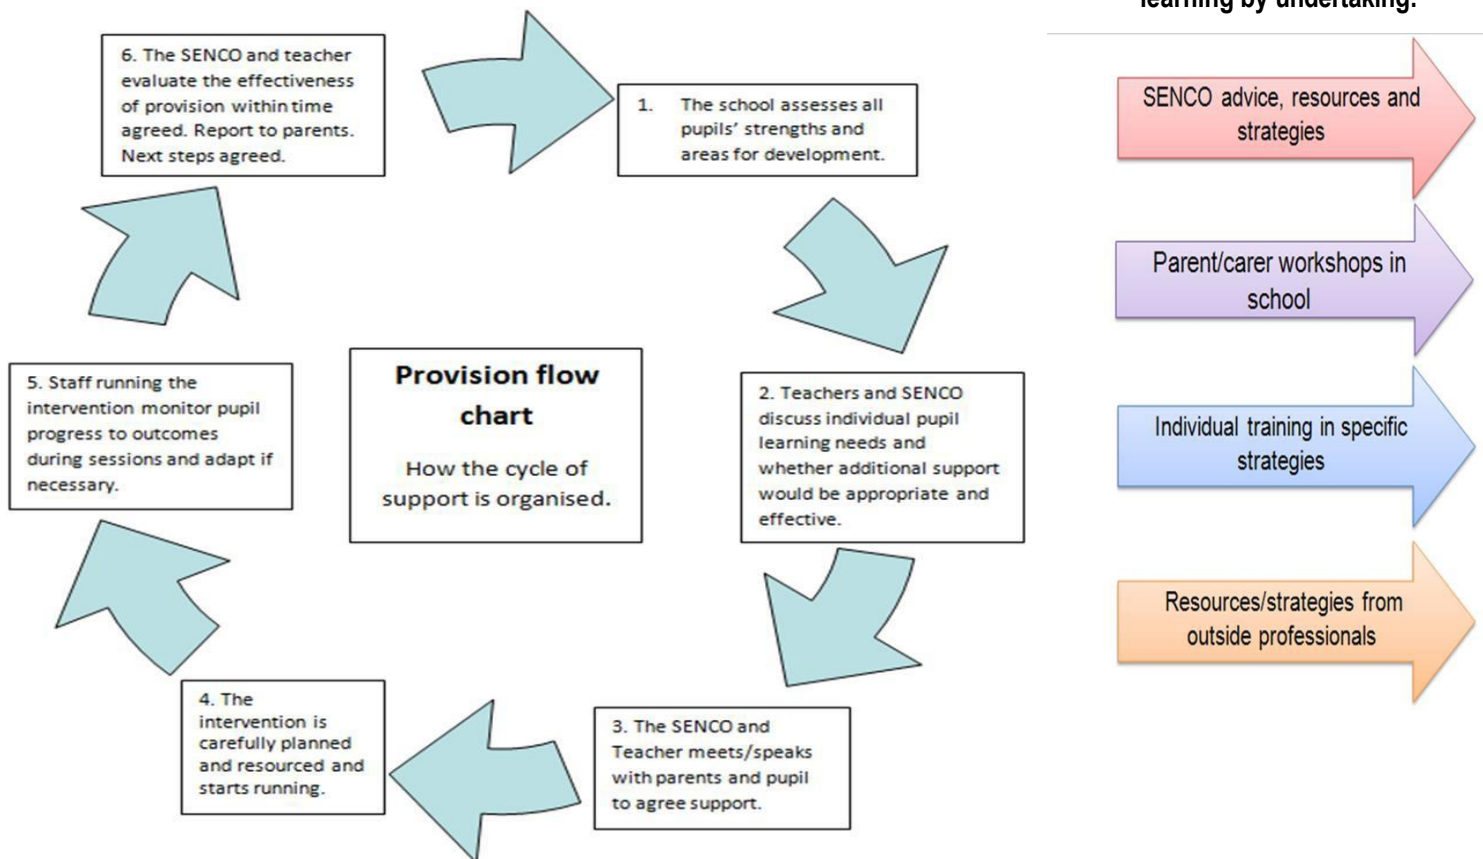 learning by undertaking:
6. The SENCO and teacher
evaluate the effectiveness
of provision within time
agreed. Report to parents.
Next steps agreed.
1. The school assesses all
pupils’ strengths and
areas for development.
2. Teachers and SENCO
discuss individual pupil
learning needs and
whether additional support
would be appropriate and
effective.
3. The SENCO and
Teacher meets/speaks
with parents and pupil
to agree support.
4. The
intervention is
carefully planned
and resourced and
starts running.
5. Staff running the
intervention monitor pupil
progress to outcomes
during sessions and adapt if
necessary.
Provision flow
chart
How the cycle of
support is organised.
SENCO advice, resources and
strategies
Parent/carer workshops in
school
Individual training in specific
strategies
Resources/strategies from
outside professionals